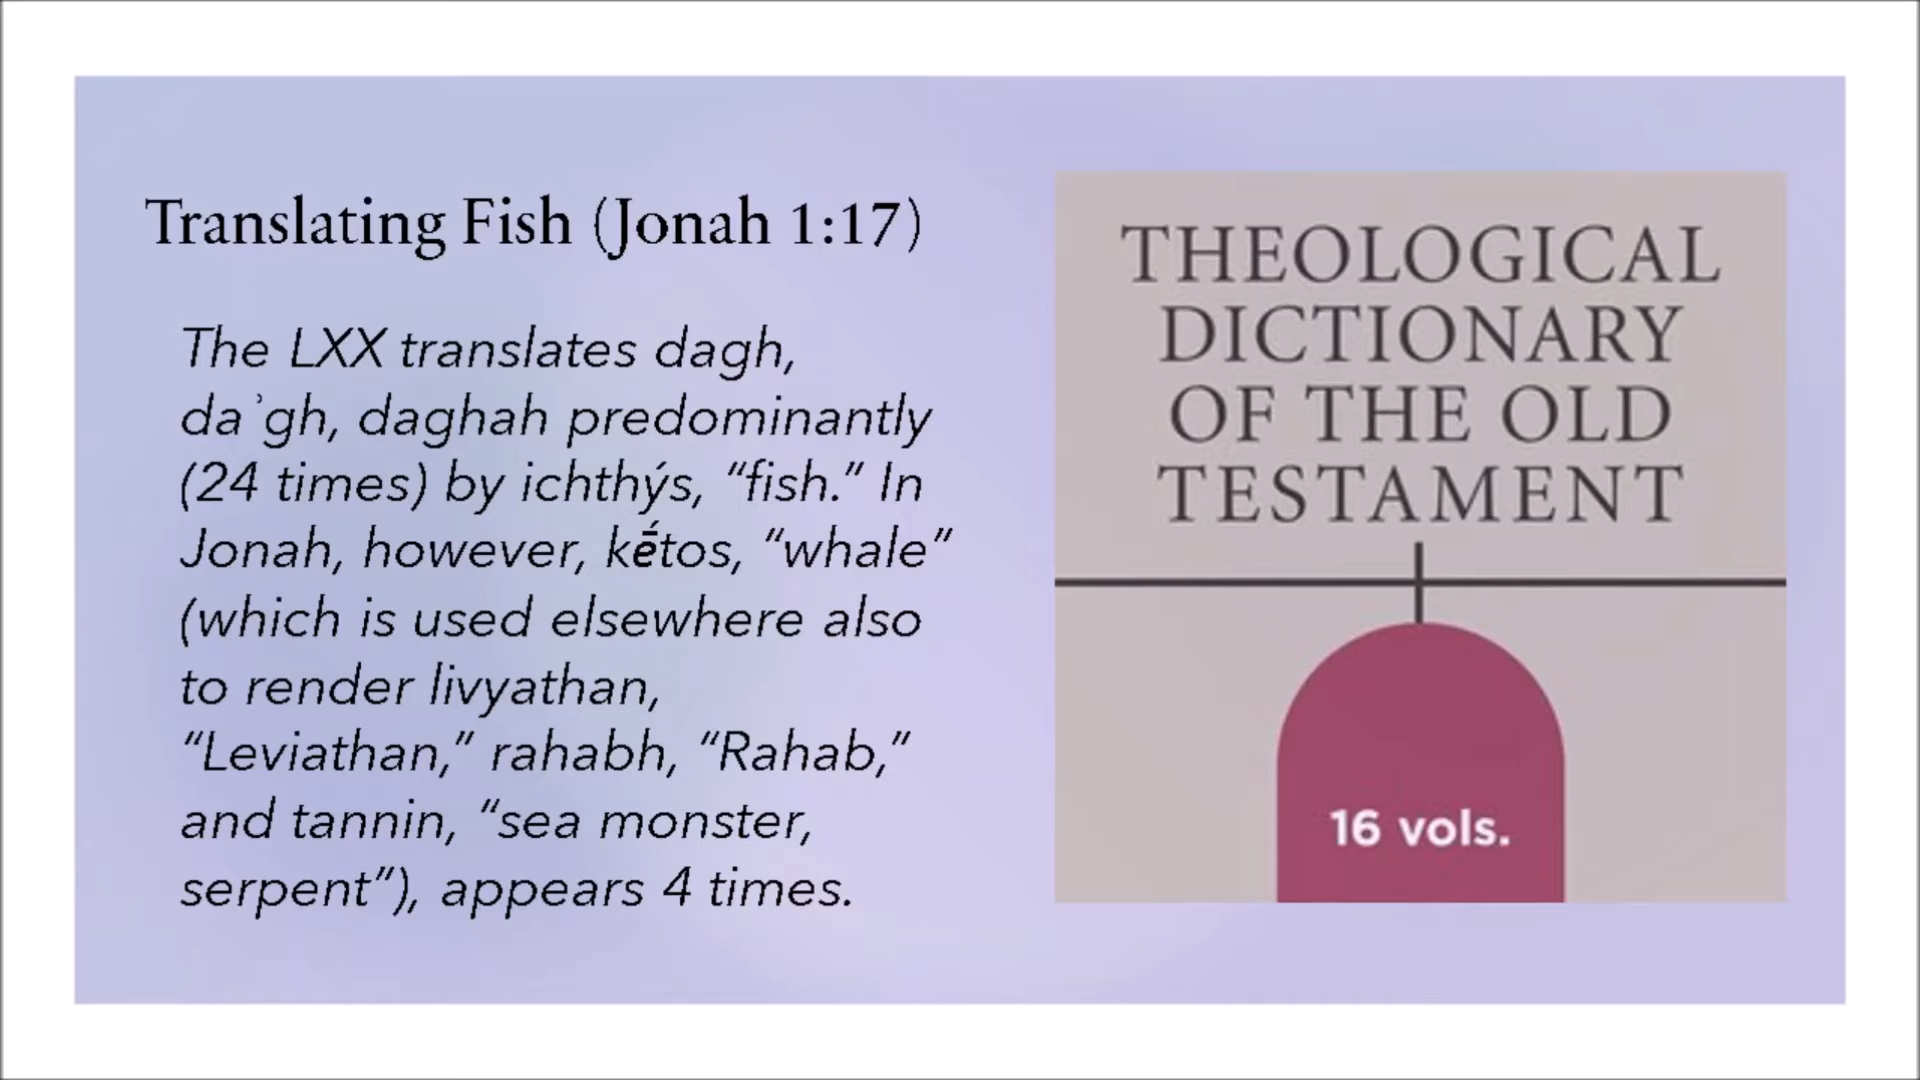 Translating Fish (Jonah 1:17)
The LXX translates dagh,
daʾgh, daghah predominantly
(24 times) by ichthýs, “fish.” In
Jonah, however, kḗtos, “whale”
(which is used elsewhere also
to render livyathan,
“Leviathan,” rahabh, “Rahab,”
and tannin, “sea monster,
serpent”), appears 4 times.
THEOLOGICAL
DICTIONARY
OF THE OLD
TESTAMENT
16 vols.